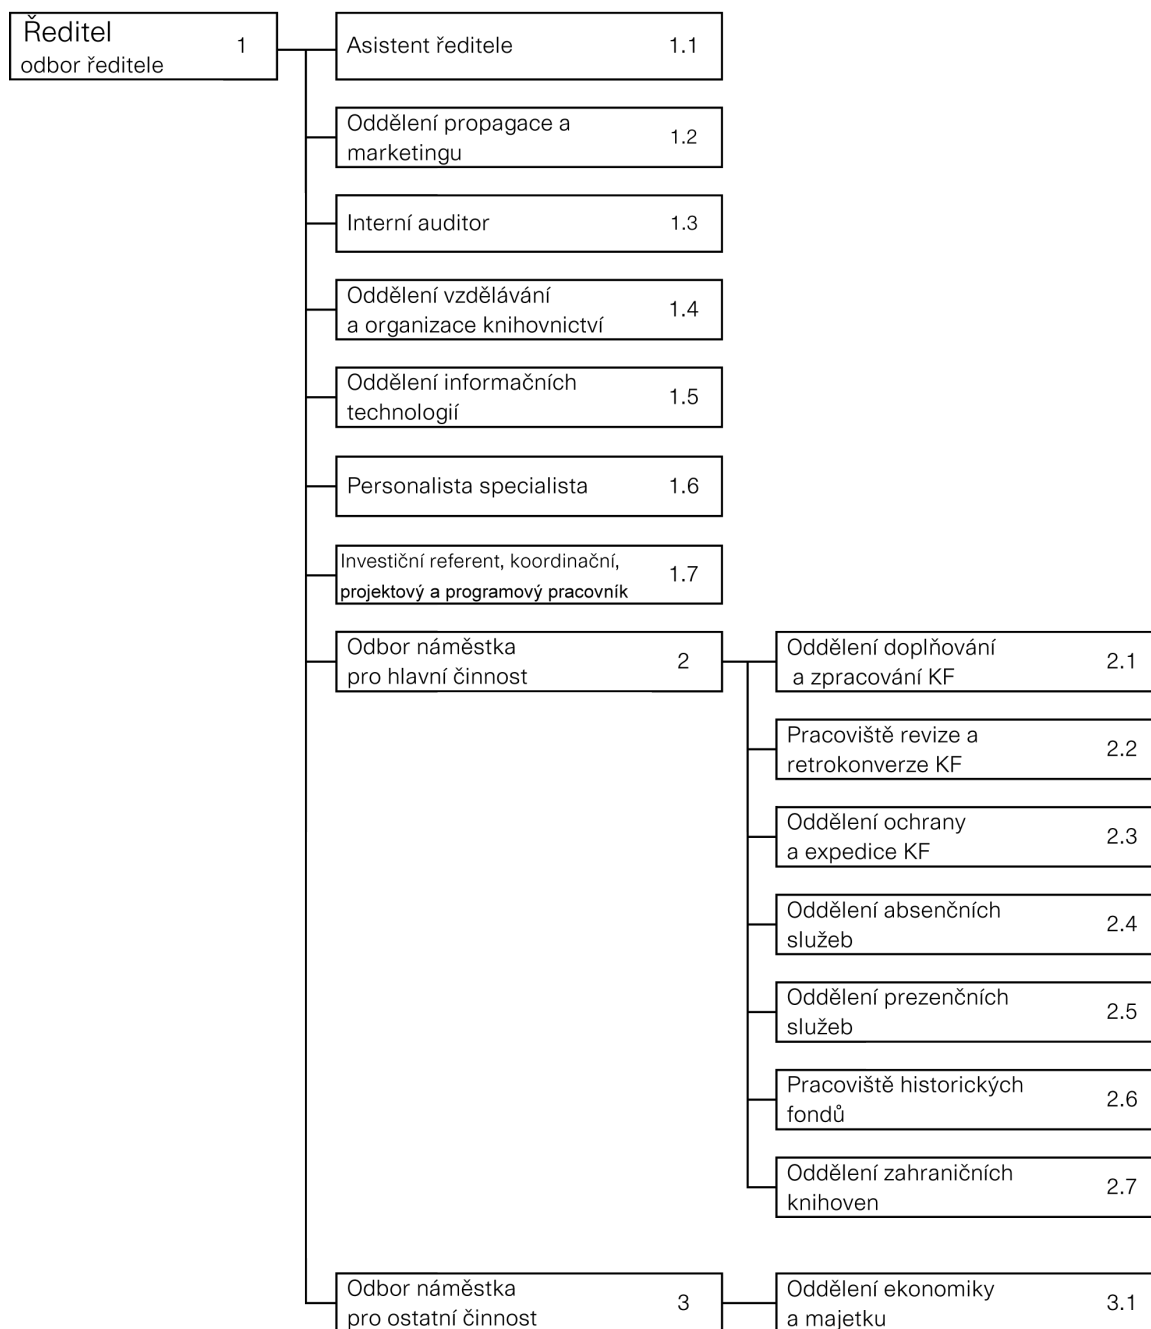 Ředitel
odbor ředitele
1
Asistent ředitele
1.1
Oddělení propagace a
marketingu
1.2
Interní auditor
1.3
Oddělení vzdělávání
a organizace knihovnictví
1.4
Oddělení informačních
technologií
1.5
Personalista specialista
1.6
Investiční referent, koordinační,
projektový a programový pracovník
1.7
Odbor náměstka
pro hlavní činnost
2
Oddělení doplňování
a zpracování KF
2.1
Pracoviště revize a
retrokonverze KF
2.2
Oddělení ochrany
a expedice KF
2.3
Oddělení absenčních
služeb
2.4
Oddělení prezenčních
služeb
2.5
Pracoviště historických
fondů
2.6
Oddělení zahraničních
knihoven
2.7
Odbor náměstka
pro ostatní činnost
3
Oddělení ekonomiky
a majetku
3.1